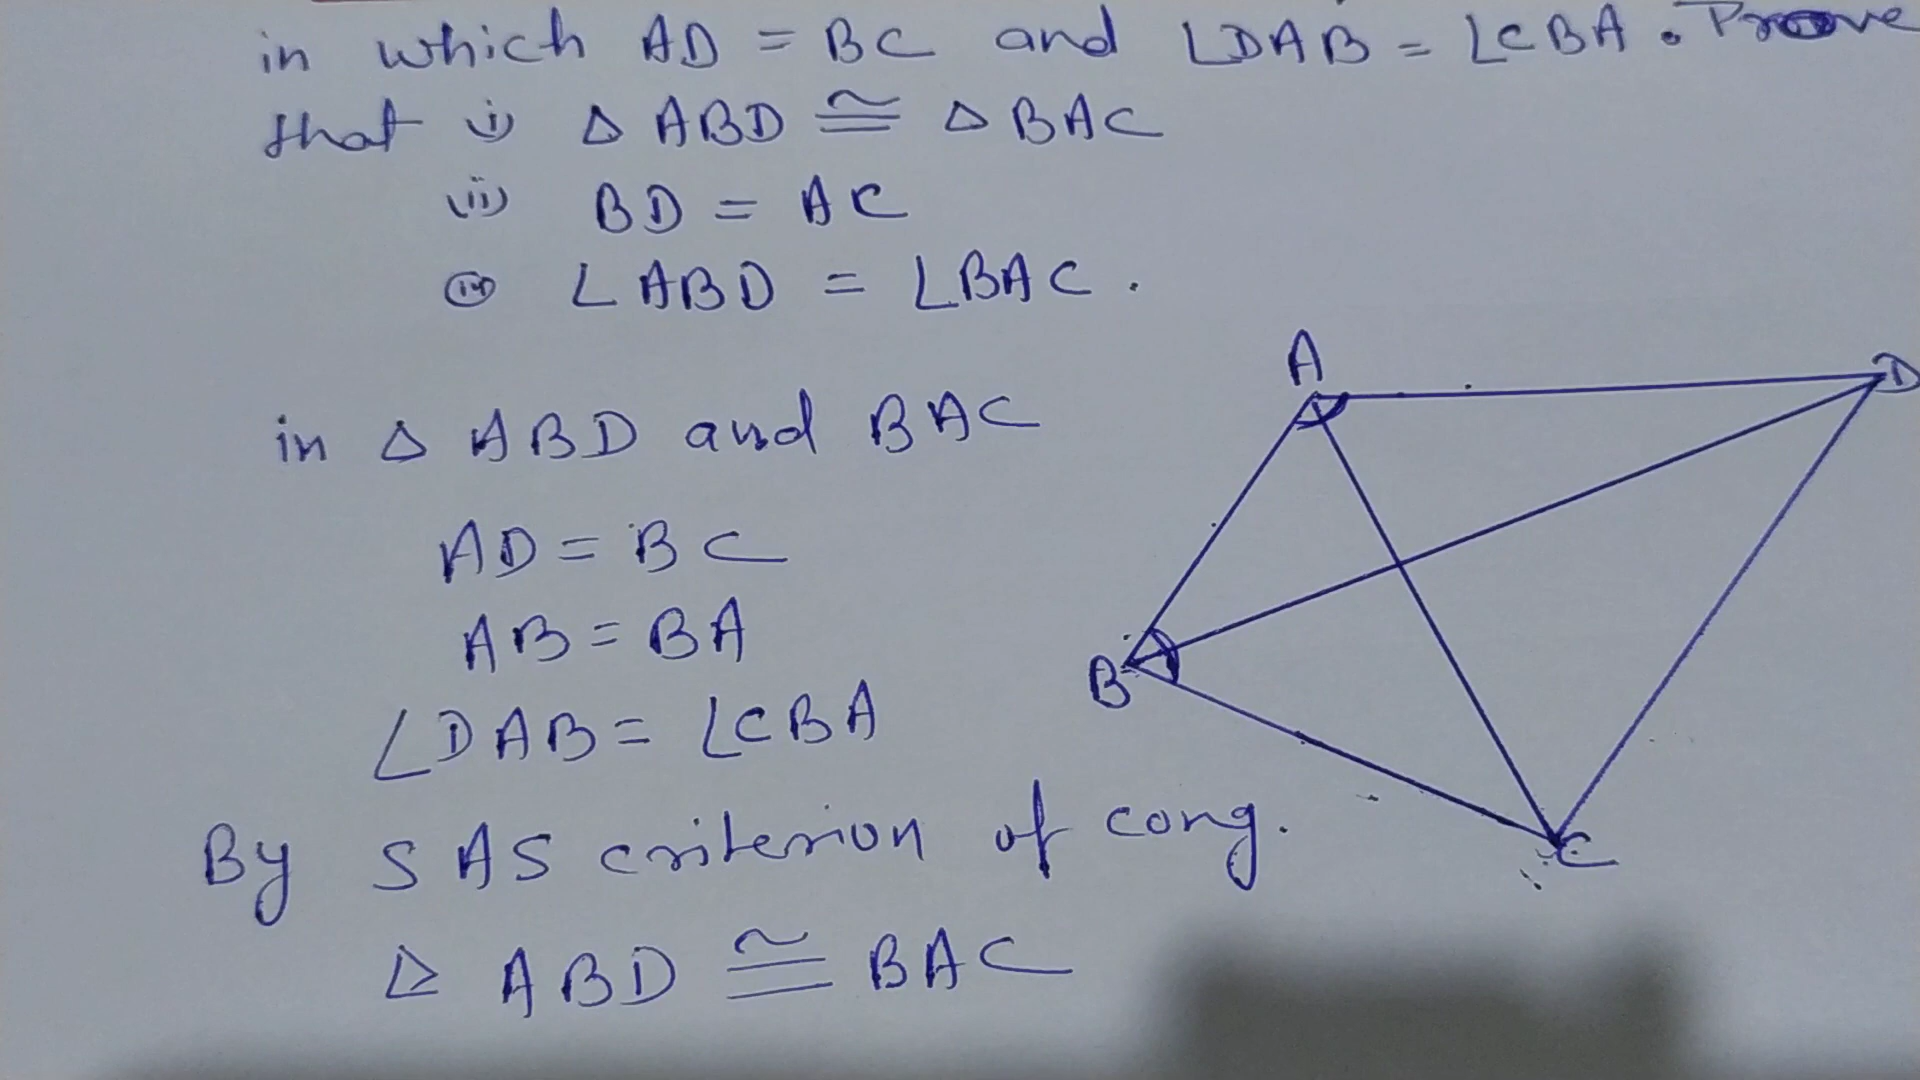 in which AD = BC and ∠DAB = ∠CBA. Prove
that (i) △ ABD ≅ △ BAC
(ii) BD = AC
(iii) ∠ABD = ∠BAC.
A
D
in △ ABD and BAC
AD = BC
AB = BA
B
∠DAB = ∠CBA
By SAS criterion of cong.
C
△ ABD ≅ BAC